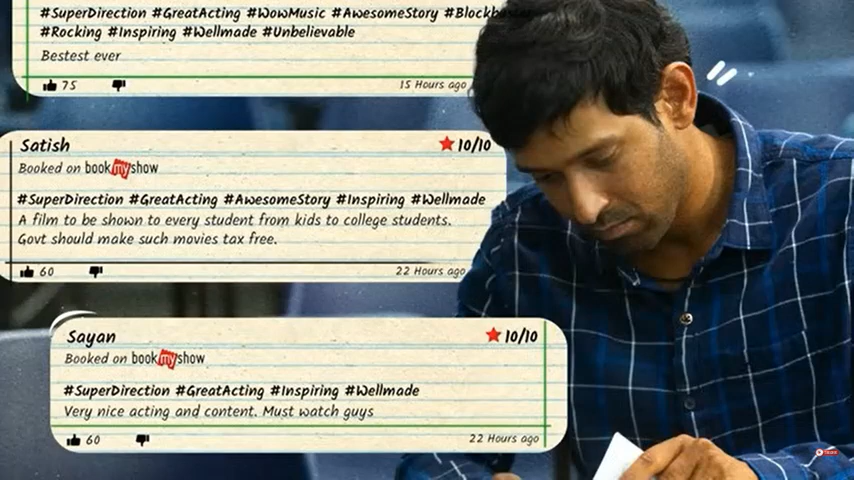 #SuperDirection #GreatActing #WowMusic #AwesomeStory #Blockbuster
#Rocking #Inspiring #Wellmade #Unbelievable
Bestest ever
75
15 Hours ago
Satish
10/10
Booked on bookmyshow
#SuperDirection #GreatActing #AwesomeStory #Inspiring #Wellmade
A film to be shown to every student from kids to college students.
Govt should make such movies tax free.
60
22 Hours ago
Sayan
10/10
Booked on bookmyshow
#SuperDirection #GreatActing #Inspiring #Wellmade
Very nice acting and content. Must watch guys
60
22 Hours ago